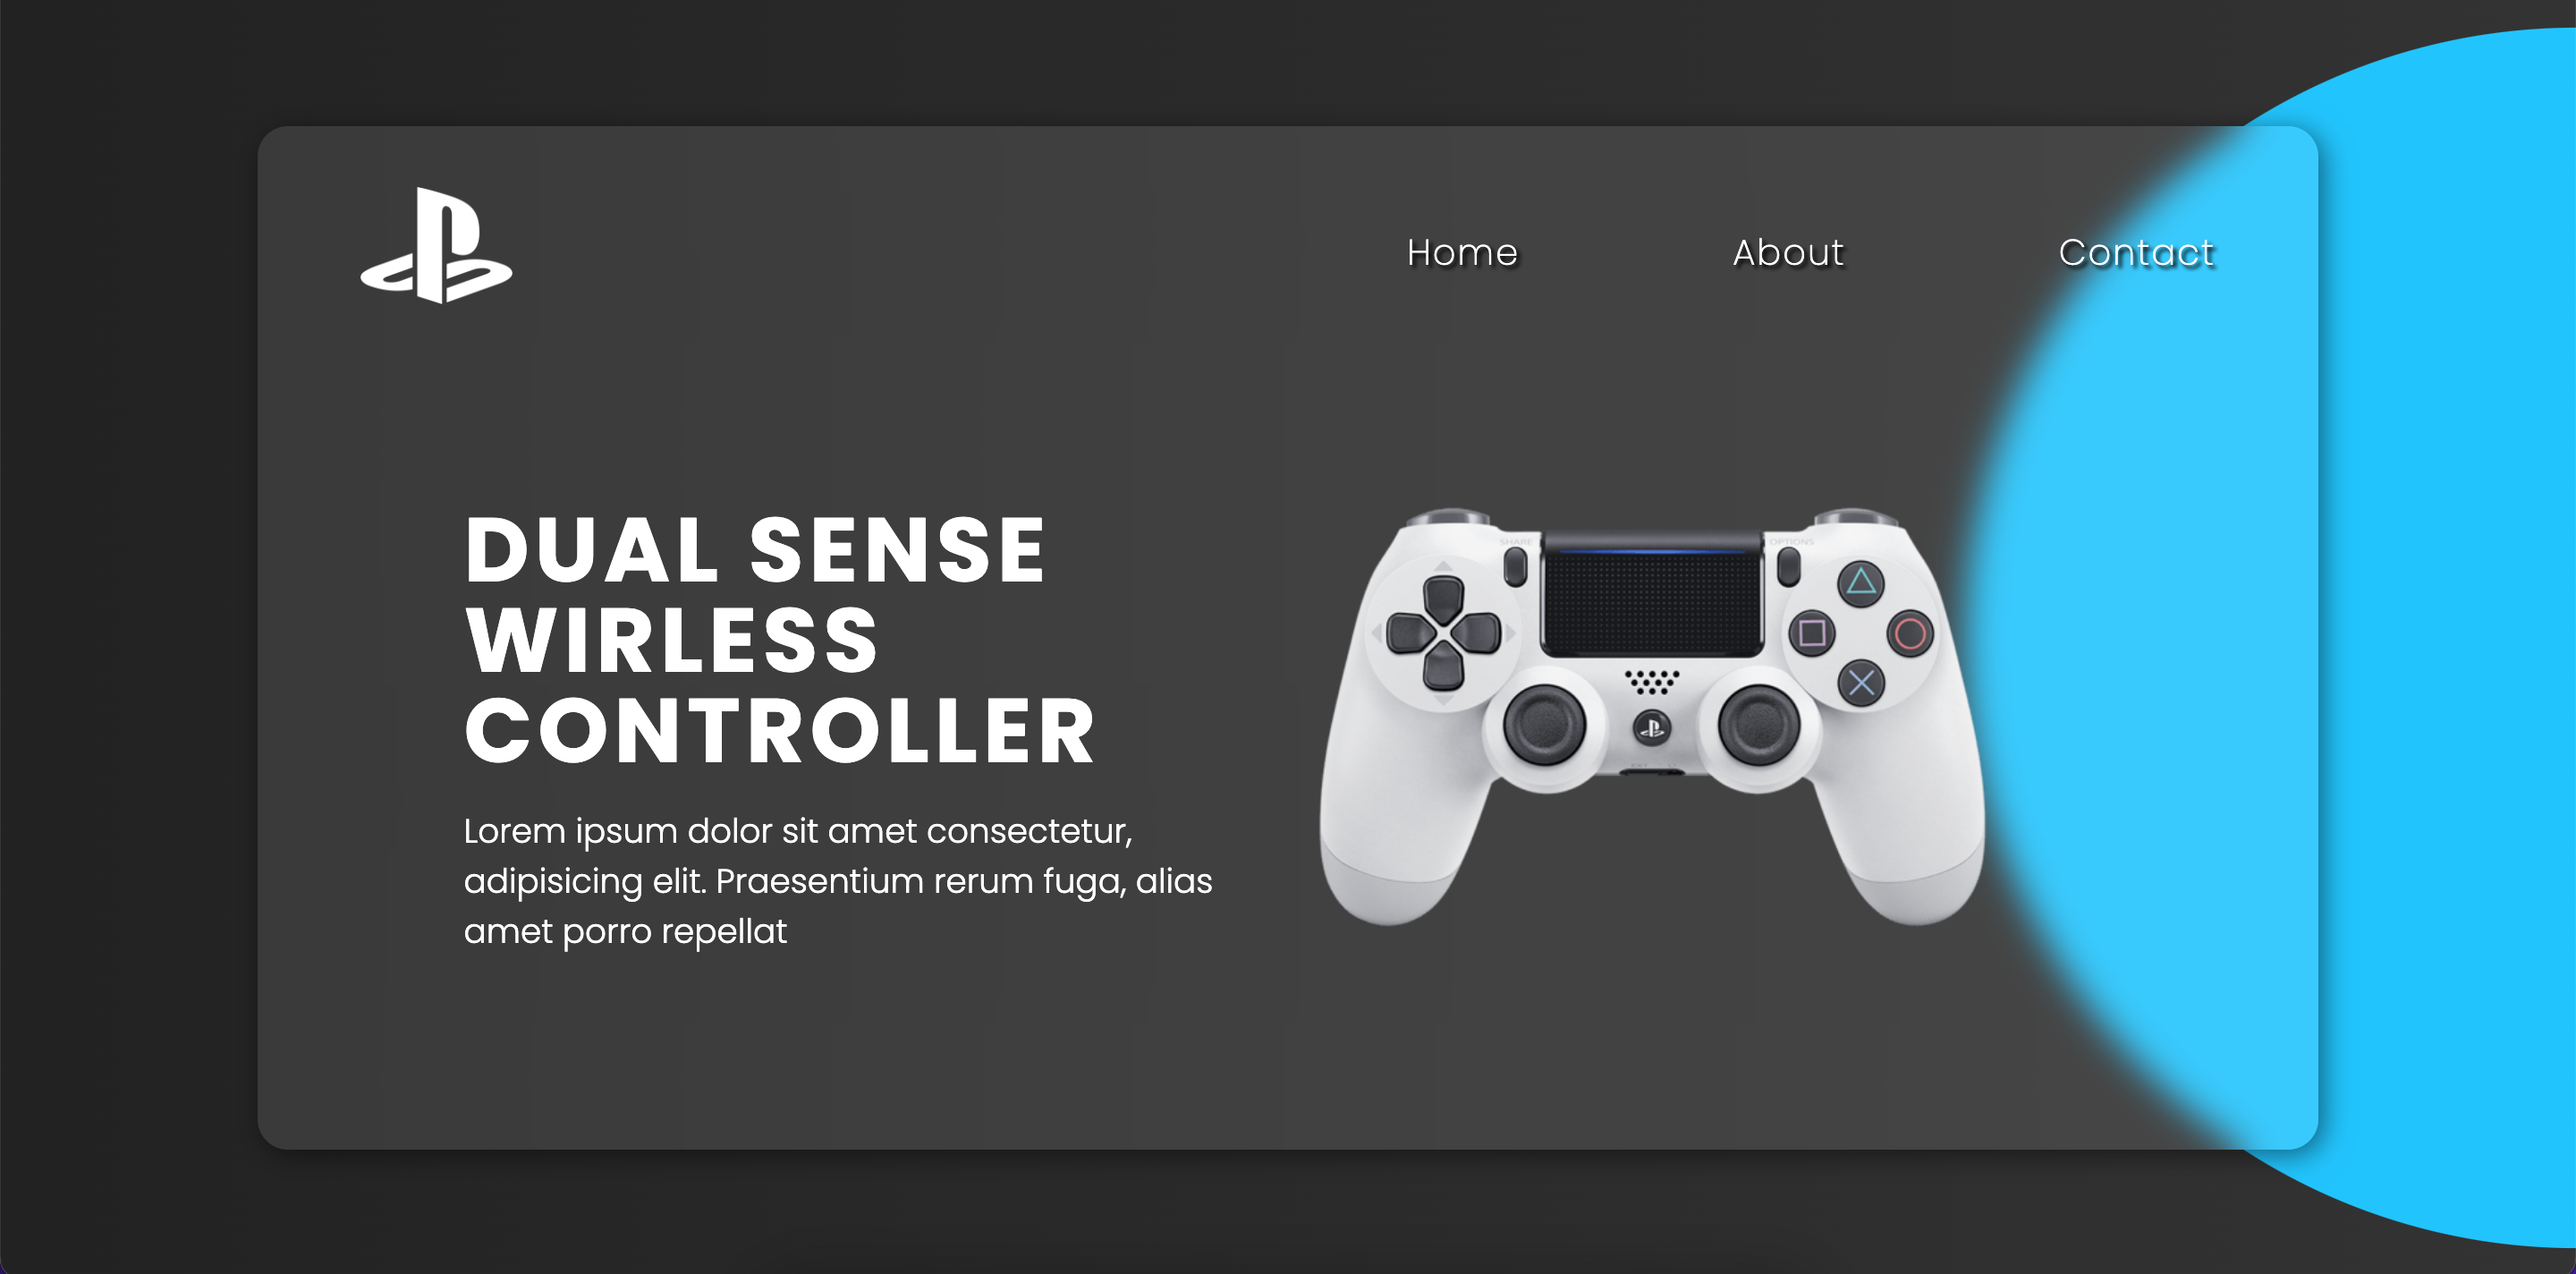 Home About Contact
DUAL SENSE
WIRLESS
CONTROLLER
SHARE
OPTIONS
Lorem ipsum dolor sit amet consectetur,
adipisicing elit. Praesentium rerum fuga, alias
amet porro repellat